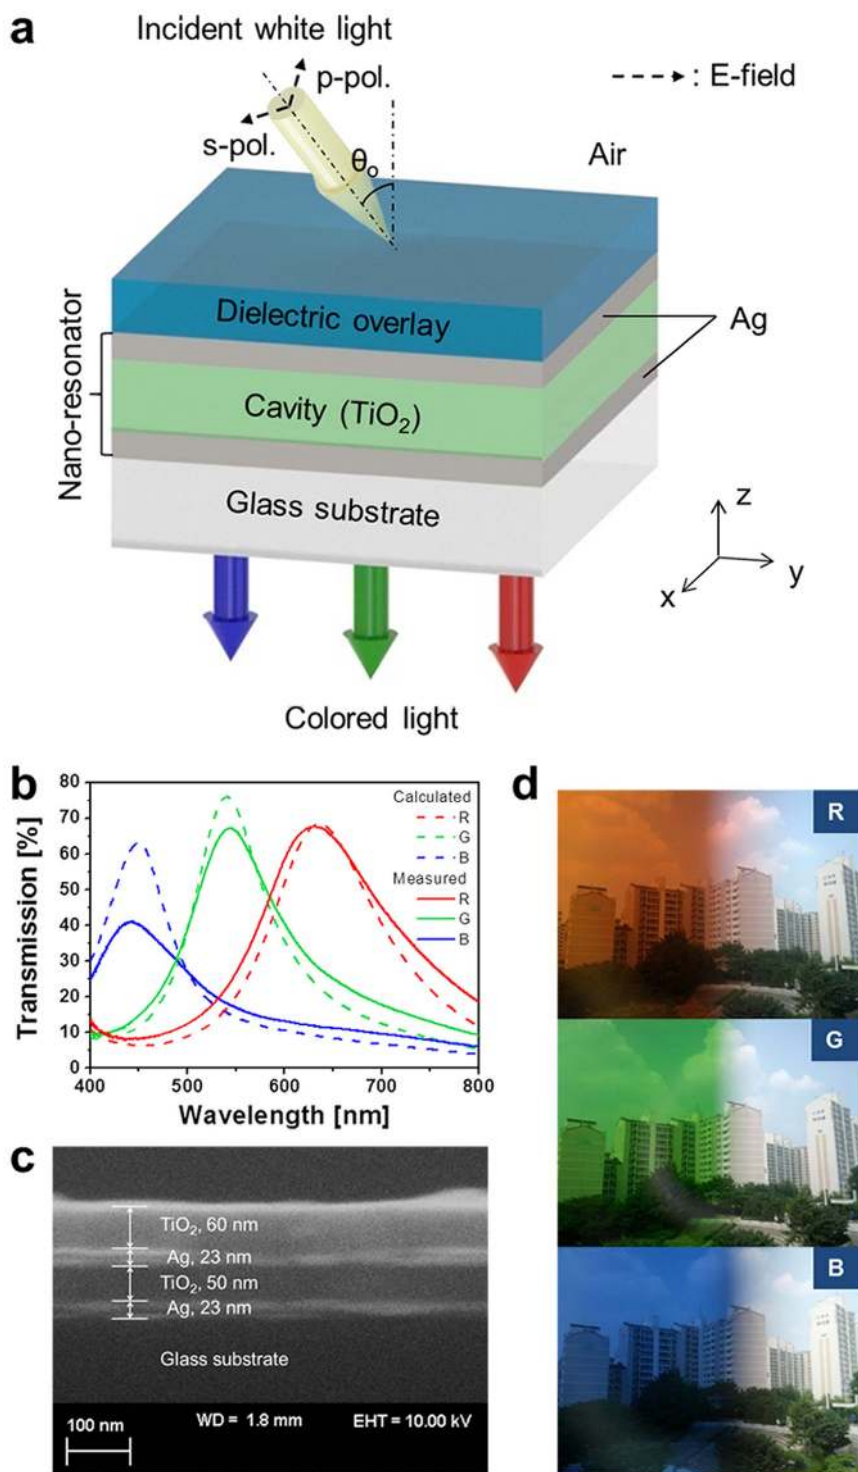 a
Incident white light
p-pol.
s-pol.
θo
: E-field
Air
Dielectric overlay
Ag
Nano-resonator
Cavity (TiO2)
Glass substrate
z
y
x
Colored light
b
80
70
60
50
40
30
20
10
0
Transmission [%]
400 500 600 700 800
Wavelength [nm]
Calculated
R
G
B
Measured
R
G
B
c
TiO2, 60 nm
Ag, 23 nm
TiO2, 50 nm
Ag, 23 nm
Glass substrate
100 nm
WD = 1.8 mm
EHT = 10.00 kV
d
R
G
B